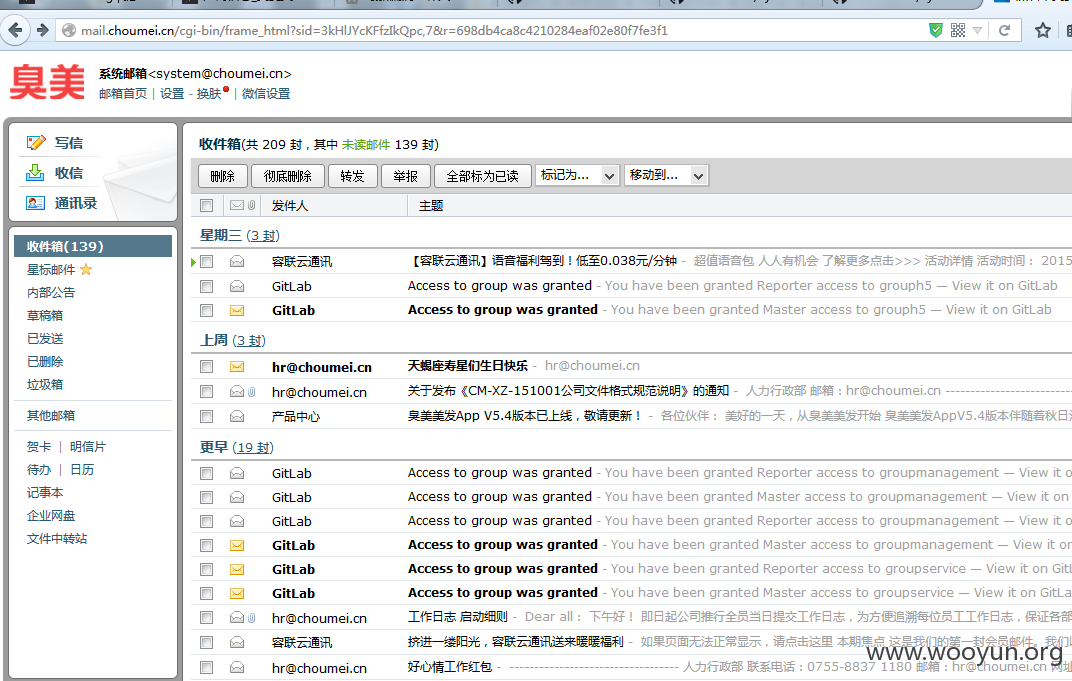 mail.choumei.cn/cgi-bin/frame_html?sid=3kHlJYcKFfzIkQpc,7&tr=698db4ca8c4210284eaf02e80f7fe3f1
臭美
系统邮箱<system@choumei.cn>
邮箱首页 | 设置 - 换肤 | 微信设置
写信
收信
通讯录
收件箱(139)
星标邮件
内部公告
草稿箱
已发送
已删除
垃圾箱
其他邮箱
贺卡 | 明信片
待办 | 日历
记事本
企业网盘
文件中转站
收件箱(共 209 封，其中 未读邮件 139 封)
删除 彻底删除 转发 举报 全部标为已读 标记为... 移动到...
发件人 主题
星期三 (3 封)
容联云通讯 【容联云通讯】语音福利驾到！低至0.038元/分钟 - 超值语音包 人人有机会 了解更多点击>>> 活动详情 活动时间： 2015
GitLab Access to group was granted - You have been granted Reporter access to grouph5 — View it on GitLab
GitLab Access to group was granted - You have been granted Master access to grouph5 — View it on GitLab
上周 (3 封)
hr@choumei.cn 天蝎座寿星们生日快乐 - hr@choumei.cn
hr@choumei.cn 关于发布《CM-XZ-151001公司文件格式规范说明》的通知 - 人力行政部 邮箱：hr@choumei.cn ----------------
产品中心 臭美美发App V5.4版本已上线，敬请更新！ - 各位伙伴： 美好的一天，从臭美美发开始 臭美美发AppV5.4版本伴随着秋日
更早 (19 封)
GitLab Access to group was granted - You have been granted Reporter access to groupmanagement — View it o
GitLab Access to group was granted - You have been granted Master access to groupmanagement — View it on
GitLab Access to group was granted - You have been granted Reporter access to groupmanagement — View it o
GitLab Access to group was granted - You have been granted Master access to groupmanagement — View it on
GitLab Access to group was granted - You have been granted Reporter access to groupservice — View it on GitL
GitLab Access to group was granted - You have been granted Master access to groupservice — View it on GitLa
hr@choumei.cn 工作日志 启动细则 - Dear all： 下午好！ 即日起公司推行全员当日提交工作日志，为方便追溯每位员工工作日志，保证各部
容联云通讯 挤进一缕阳光，容联云通讯送来暖暖福利 - 如果页面无法正常显示，请点击这里 本期焦点 这是我们的第一封会员邮件。我们
hr@choumei.cn 好心情工作红包 - -------------------------------- 人力行政部 联系电话：0755-8837 1180 邮箱：hr@choumei.cn 网址
www.wooyun.org